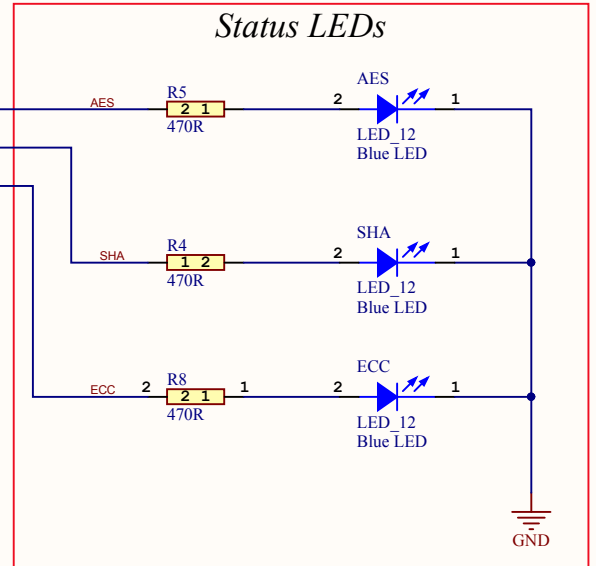 Status LEDs
AES
R5
2 1
470R
AES
2
1
LED_12
Blue LED
SHA
R4
1 2
470R
SHA
2
1
LED_12
Blue LED
ECC
2
R8
2 1
470R
1
ECC
2
1
LED_12
Blue LED
GND